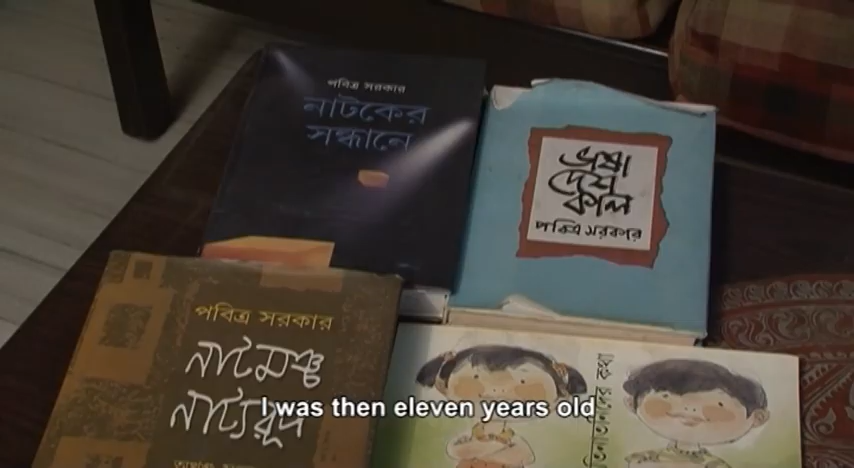 পবিত্র সরকার
নাটকের
সন্ধানে
ভাষা
দেশ
কাল
পবিত্র সরকার
পবিত্র সরকার
নাটমঞ্চ
নাট্যরূপ
I was then eleven years old